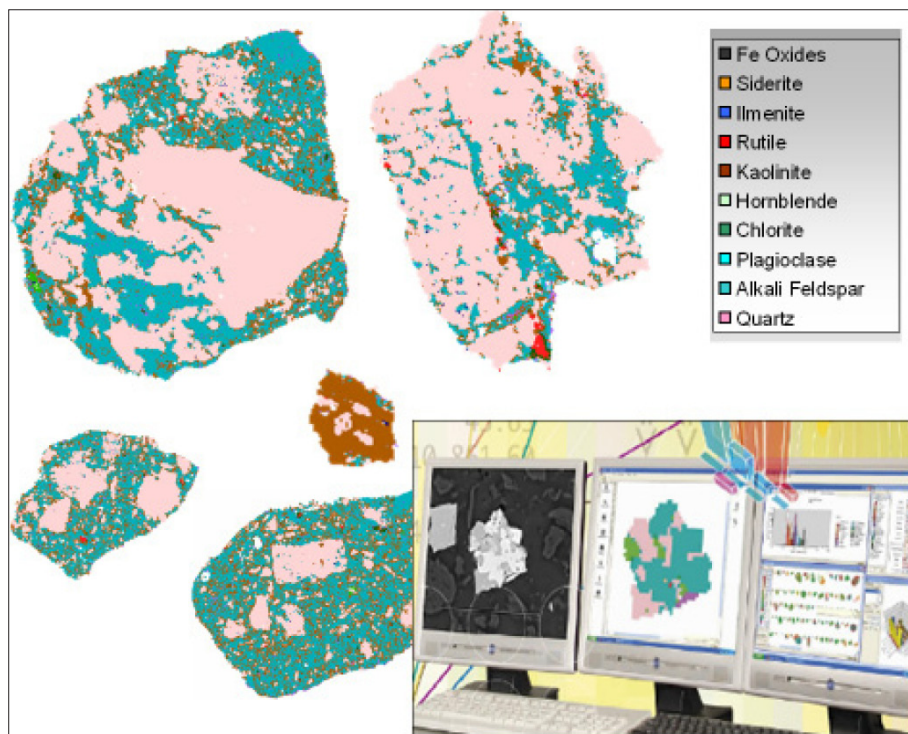 Fe Oxides
Siderite
Ilmenite
Rutile
Kaolinite
Hornblende
Chlorite
Plagioclase
Alkali Feldspar
Quartz